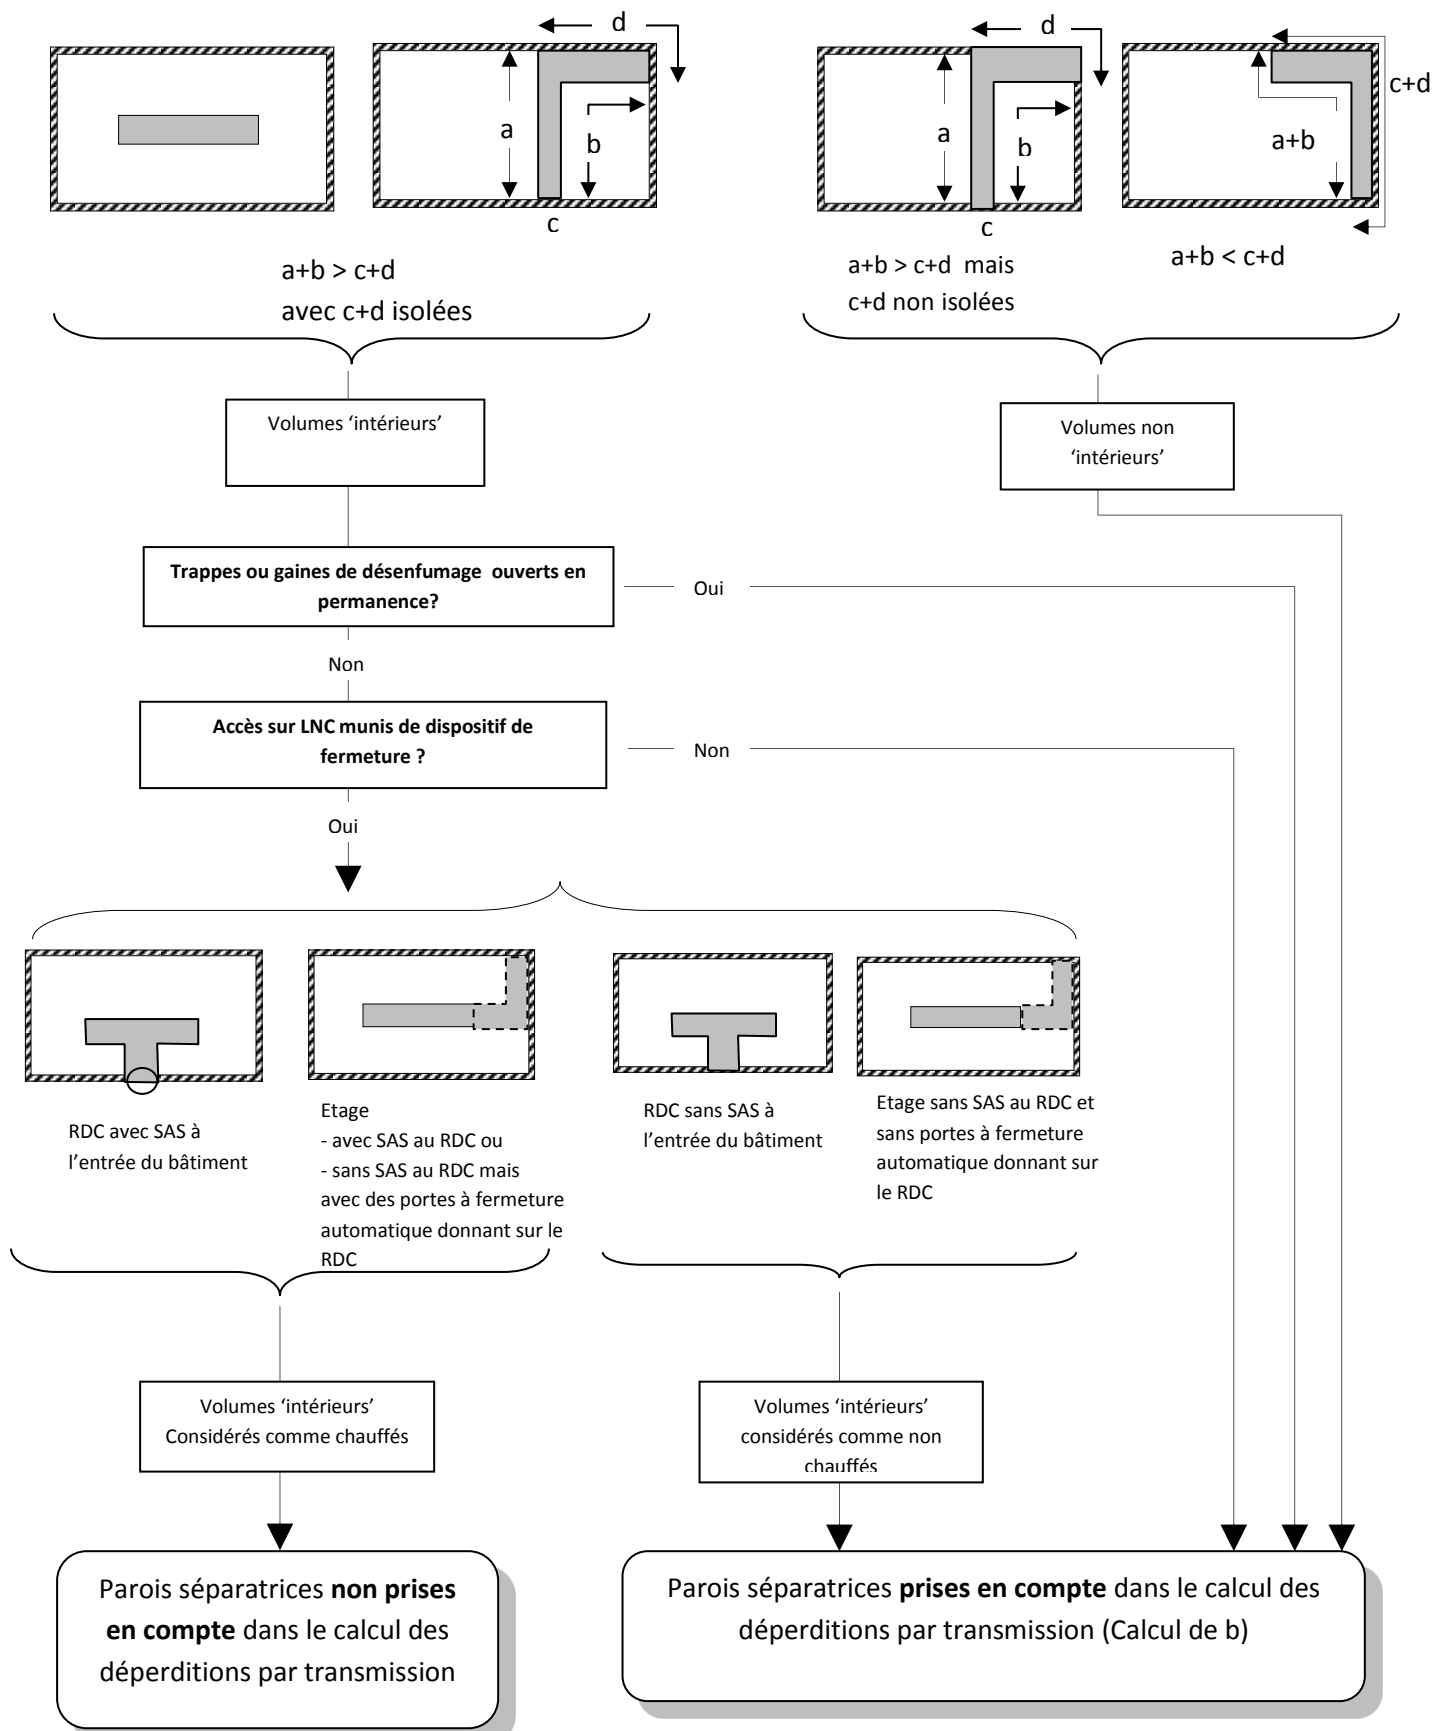 d
a
b
c
d
a
b
c
c+d
a+b
a+b > c+d
avec c+d isolées
a+b > c+d mais
c+d non isolées
a+b < c+d
Volumes ‘intérieurs’
Volumes non
‘intérieurs’
Trappes ou gaines de désenfumage ouverts en
permanence?
Oui
Non
Accès sur LNC munis de dispositif de
fermeture ?
Non
Oui
RDC avec SAS à
l’entrée du bâtiment
Etage
- avec SAS au RDC ou
- sans SAS au RDC mais
avec des portes à fermeture
automatique donnant sur le
RDC
RDC sans SAS à
l’entrée du bâtiment
Etage sans SAS au RDC et
sans portes à fermeture
automatique donnant sur
le RDC
Volumes ‘intérieurs’
Considérés comme chauffés
Volumes ‘intérieurs’
considérés comme non
chauffés
Parois séparatrices non prises
en compte dans le calcul des
déperditions par transmission
Parois séparatrices prises en compte dans le calcul des
déperditions par transmission (Calcul de b)